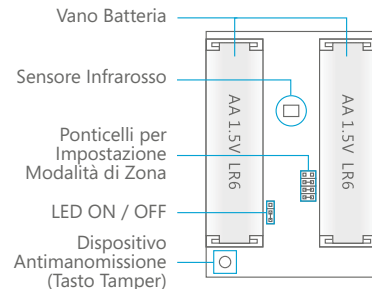 Vano Batteria
Sensore Infrarosso
Ponticelli per
Impostazione
Modalità di Zona
LED ON / OFF
Dispositivo
Antimanomissione
(Tasto Tamper)
AA 1.5V LR6
AA 1.5V LR6